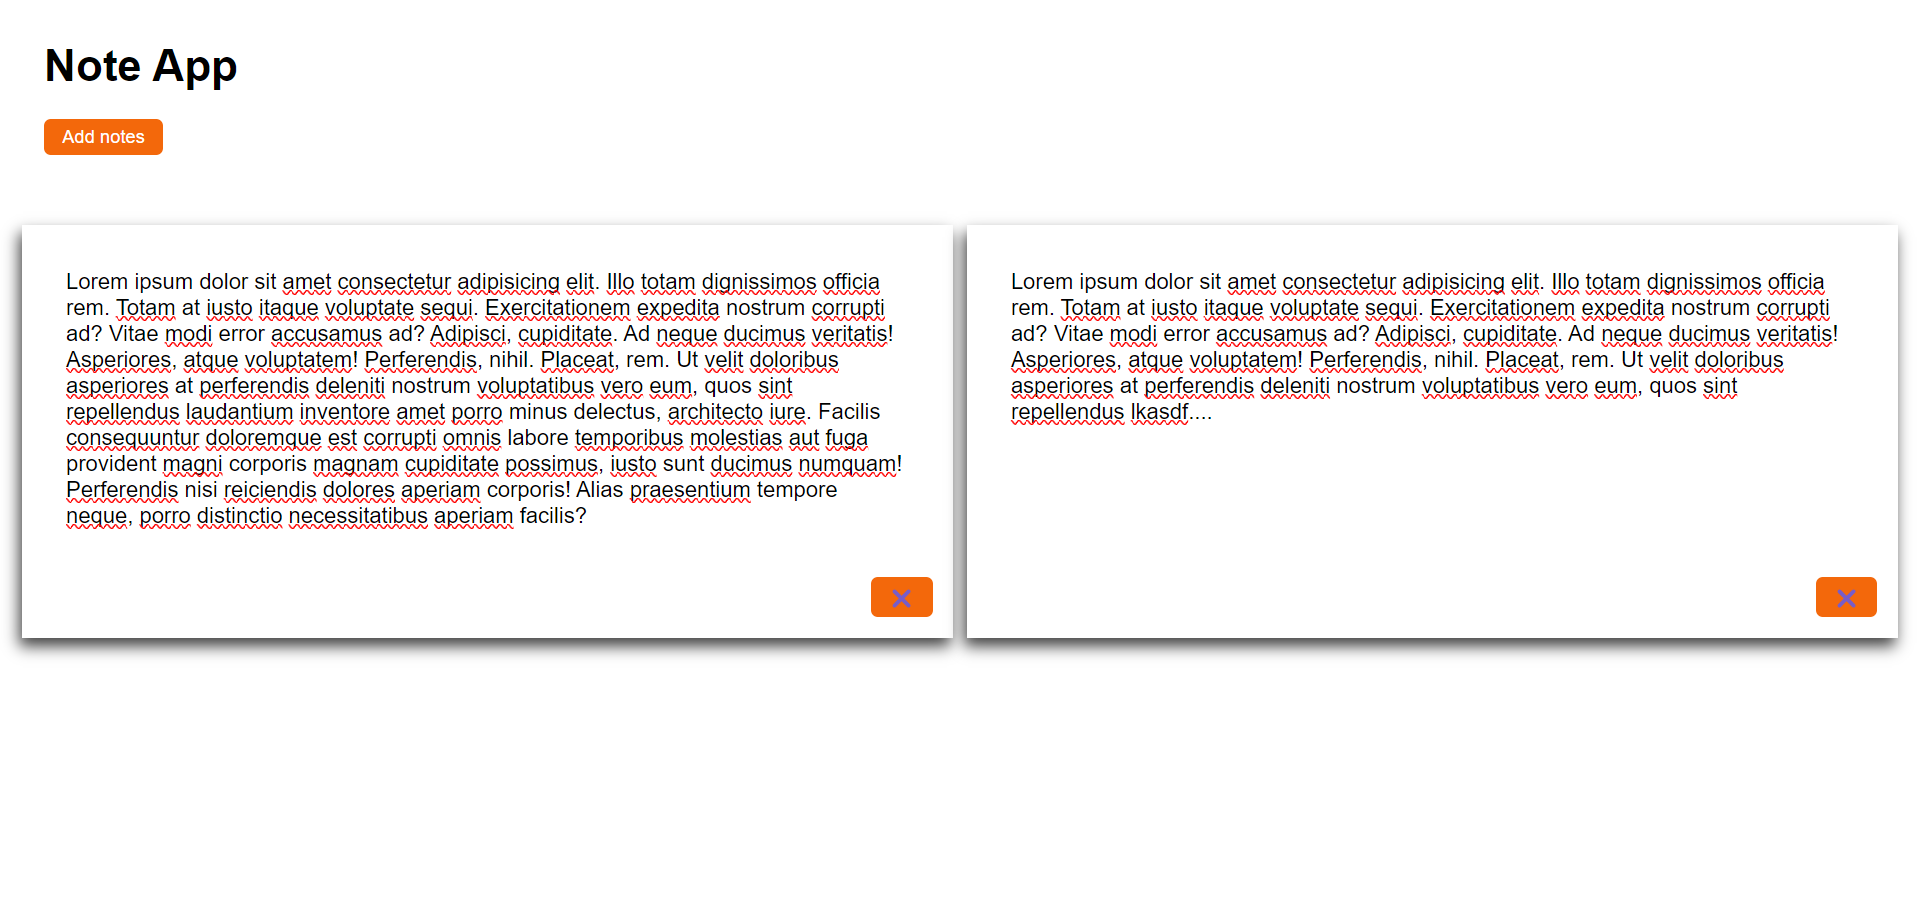 Note App
Add notes
Lorem ipsum dolor sit amet consectetur adipisicing elit. Illo totam dignissimos officia
rem. Totam at iusto itaque voluptate sequi. Exercitationem expedita nostrum corrupti
ad? Vitae modi error accusamus ad? Adipisci, cupiditate. Ad neque ducimus veritatis!
Asperiores, atque voluptatem! Perferendis, nihil. Placeat, rem. Ut velit doloribus
asperiores at perferendis deleniti nostrum voluptatibus vero eum, quos sint
repellendus laudantium inventore amet porro minus delectus, architecto iure. Facilis
consequuntur doloremque est corrupti omnis labore temporibus molestias aut fuga
provident magni corporis magnam cupiditate possimus, iusto sunt ducimus numquam!
Perferendis nisi reiciendis dolores aperiam corporis! Alias praesentium tempore
neque, porro distinctio necessitatibus aperiam facilis?
Lorem ipsum dolor sit amet consectetur adipisicing elit. Illo totam dignissimos officia
rem. Totam at iusto itaque voluptate sequi. Exercitationem expedita nostrum corrupti
ad? Vitae modi error accusamus ad? Adipisci, cupiditate. Ad neque ducimus veritatis!
Asperiores, atque voluptatem! Perferendis, nihil. Placeat, rem. Ut velit doloribus
asperiores at perferendis deleniti nostrum voluptatibus vero eum, quos sint
repellendus lkasdf....